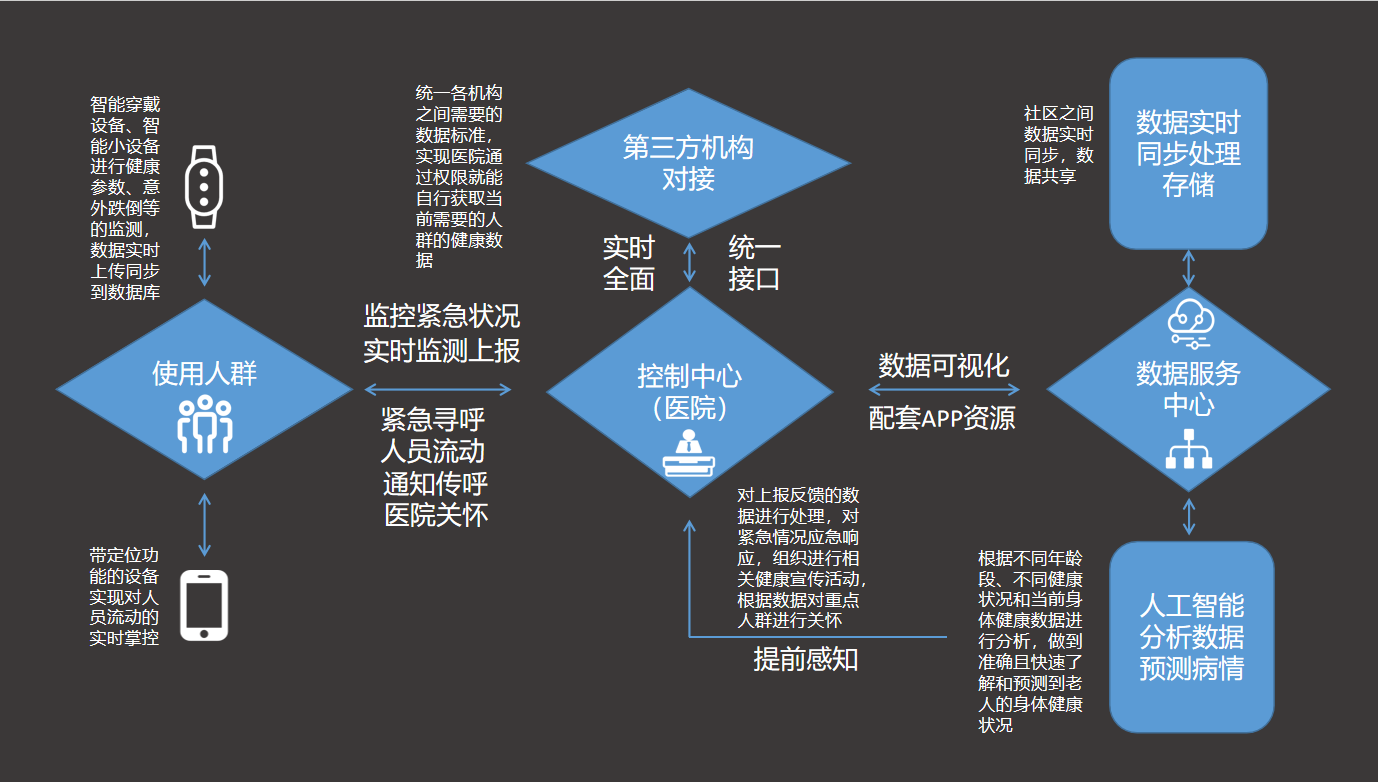 智能穿戴
设备、智
能小设备
进行健康
参数、意
外跌倒等
的监测，
数据实时
上传同步
到数据库
使用人群
带定位功
能的设备
实现对人
员流动的
实时掌控
统一各机构
之间需要的
数据标准，
实现医院通
过权限就能
自行获取当
前需要的人
群的健康数
据
第三方机构
对接
实时
全面
统一
接口
监控紧急状况
实时监测上报
紧急寻呼
人员流动
通知传呼
医院关怀
控制中心
（医院）
数据可视化
配套APP资源
对上报反馈的数
据进行处理，对
紧急情况应急响
应，组织进行相
关健康宣传活动，
根据数据对重点
人群进行关怀
提前感知
社区之间
数据实时
同步，数
据共享
数据实时
同步处理
存储
数据服务
中心
根据不同年龄
段、不同健康
状况和当前身
体健康数据进
行分析，做到
准确且快速了
解和预测到老
人的身体健康
状况
人工智能
分析数据
预测病情